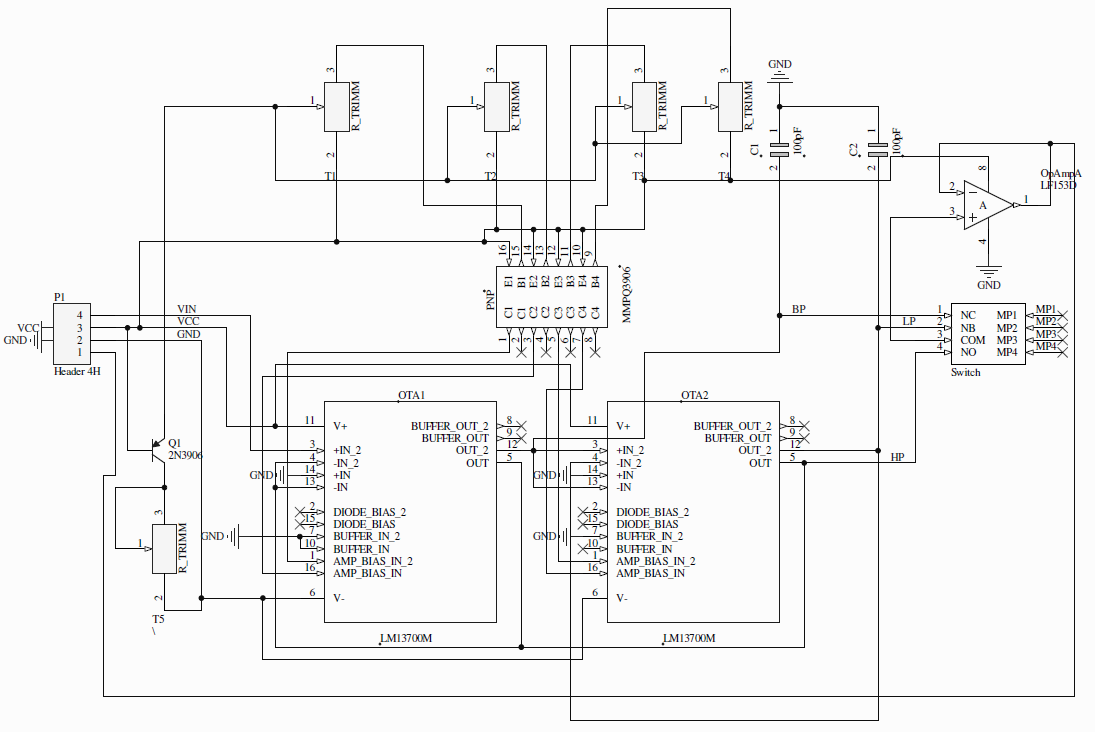 GND
3
3
3
3
1
R_TRIMM
1
R_TRIMM
1
R_TRIMM
1
R_TRIMM
1
100pF
C1
2
1
100pF
C2
2
2
2
2
2
T1
T2
T3
T4
OpAmpA
LF153D
8
2
3
A
1
4
GND
16 15 14 13 12 11 10 9
E1 B1 E2 B2 E3 B3 E4 B4
PNP
MMPQ3906
C1 C1 C2 C2 C3 C3 C4 C4
1 2 3 4 5 6 7 8
P1
4 VIN
VCC 3 VCC
GND 2 GND
1
Header 4H
BP
LP
1 NC MP1 MP1
2 NB MP2 MP2
3 COM MP3 MP3
4 NO MP4 MP4
Switch
OTA1
11 V+ BUFFER_OUT_2 8
BUFFER_OUT 9
3 +IN_2 OUT_2 12
4 -IN_2 OUT 5
GND 14 +IN
13 -IN
2 DIODE_BIAS_2
15 DIODE_BIAS
GND 7 BUFFER_IN_2
10 BUFFER_IN
1 AMP_BIAS_IN_2
16 AMP_BIAS_IN
6 V-
LM13700M
OTA2
11 V+ BUFFER_OUT_2 8
BUFFER_OUT 9
3 +IN_2 OUT_2 12
4 -IN_2 OUT 5 HP
GND 14 +IN
13 -IN
2 DIODE_BIAS_2
15 DIODE_BIAS
GND 7 BUFFER_IN_2
10 BUFFER_IN
1 AMP_BIAS_IN_2
16 AMP_BIAS_IN
6 V-
LM13700M
Q1
2N3906
3
1
R_TRIMM
2
T5
\